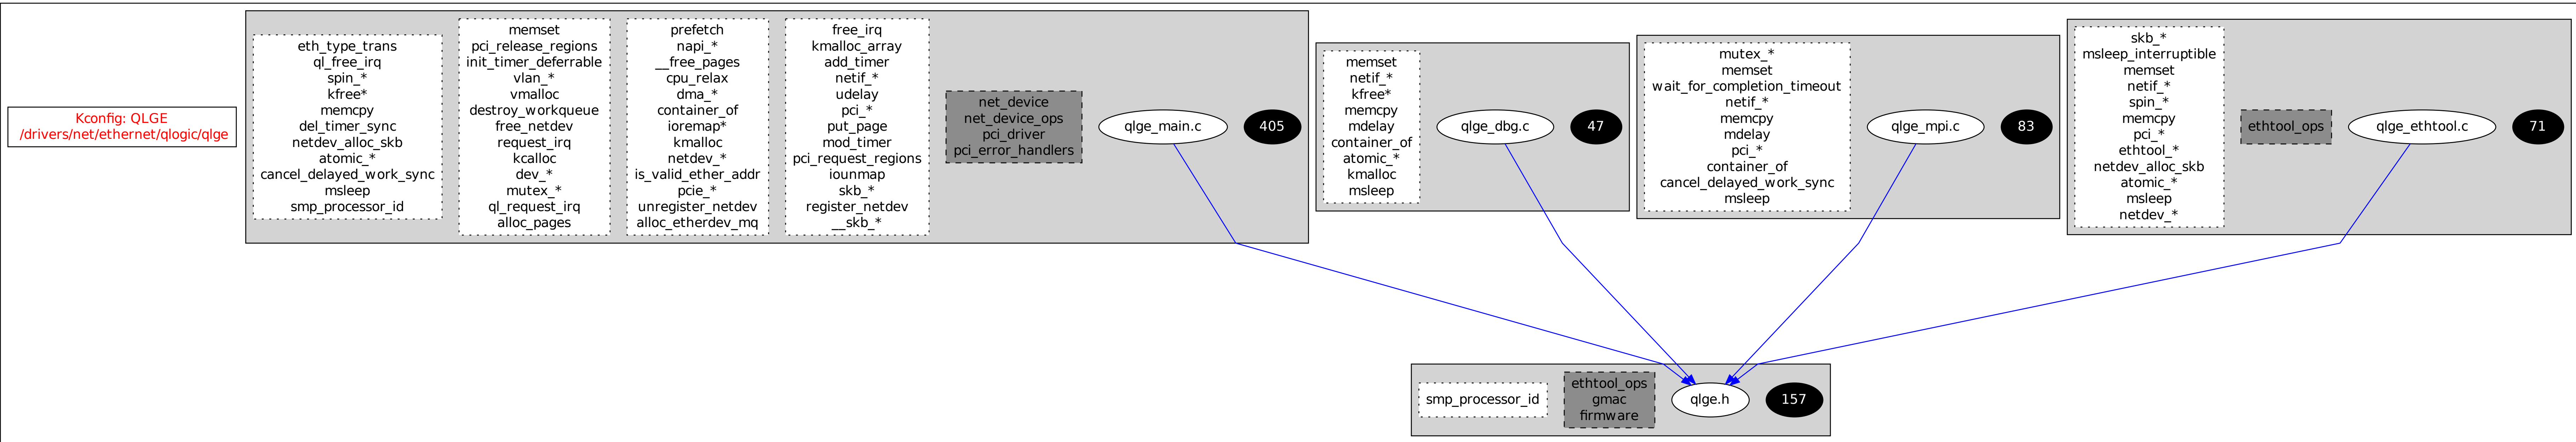 Kconfig: QLGE
/drivers/net/ethernet/qlogic/qlge
eth_type_trans
ql_free_irq
spin_*
kfree*
memcpy
del_timer_sync
netdev_alloc_skb
atomic_*
cancel_delayed_work_sync
msleep
smp_processor_id
memset
pci_release_regions
init_timer_deferrable
vlan_*
vmalloc
destroy_workqueue
free_netdev
request_irq
kcalloc
dev_*
mutex_*
ql_request_irq
alloc_pages
prefetch
napi_*
__free_pages
cpu_relax
dma_*
container_of
ioremap*
kmalloc
netdev_*
is_valid_ether_addr
pcie_*
unregister_netdev
alloc_etherdev_mq
free_irq
kmalloc_array
add_timer
netif_*
udelay
pci_*
put_page
mod_timer
pci_request_regions
iounmap
skb_*
register_netdev
__skb_*
net_device
net_device_ops
pci_driver
pci_error_handlers
qlge_main.c
405
memset
netif_*
kfree*
memcpy
mdelay
container_of
atomic_*
kmalloc
msleep
qlge_dbg.c
47
mutex_*
memset
wait_for_completion_timeout
netif_*
memcpy
mdelay
pci_*
container_of
cancel_delayed_work_sync
msleep
qlge_mpi.c
83
skb_*
msleep_interruptible
memset
netif_*
spin_*
memcpy
pci_*
ethtool_*
netdev_alloc_skb
atomic_*
msleep
netdev_*
ethtool_ops
qlge_ethtool.c
71
smp_processor_id
ethtool_ops
gmac
firmware
qlge.h
157